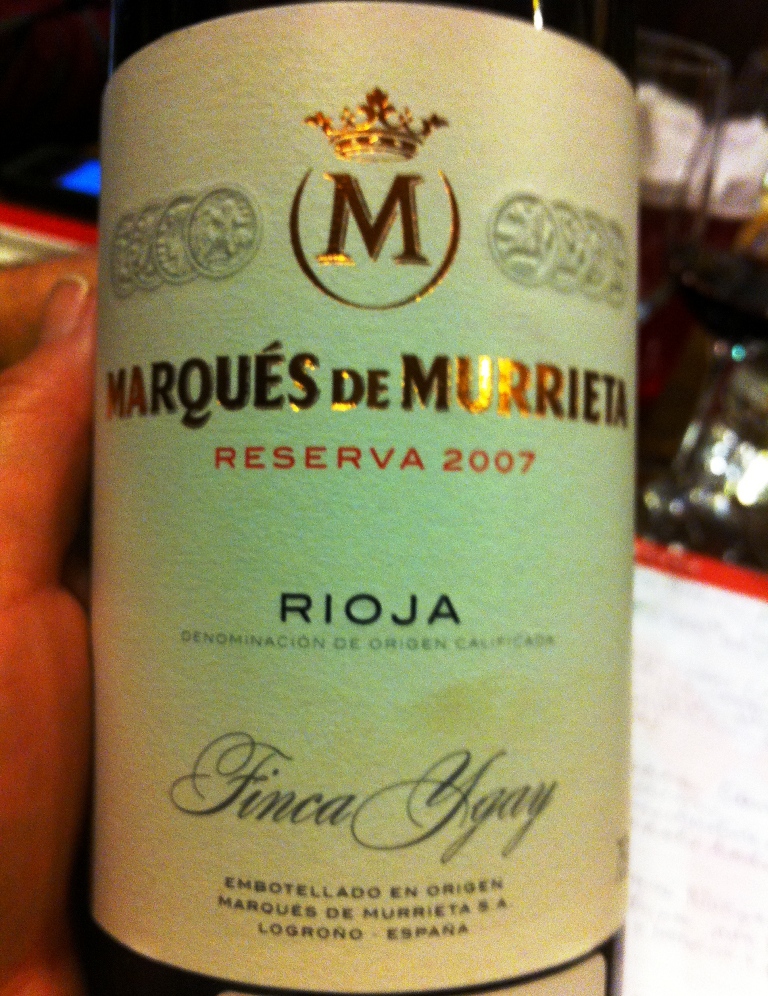 M
MARQUÉS DE MURRIETA
RESERVA 2007
RIOJA
DENOMINACIÓN DE ORIGEN CALIFICADA
Finca Ygay
EMBOTELLADO EN ORIGEN
MARQUÉS DE MURRIETA S.A.
LOGROÑO - ESPAÑA